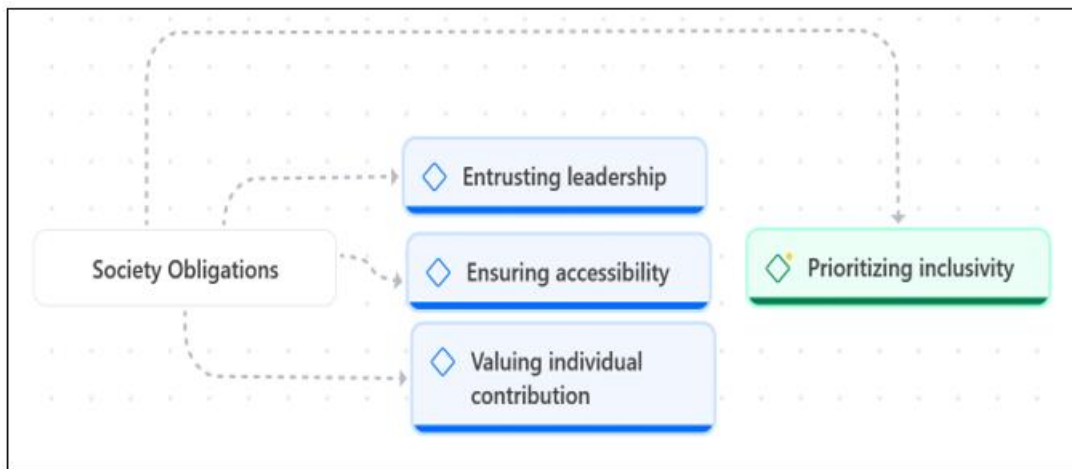 Entrusting leadership
Society Obligations
Ensuring accessibility
Prioritizing inclusivity
Valuing individual
contribution